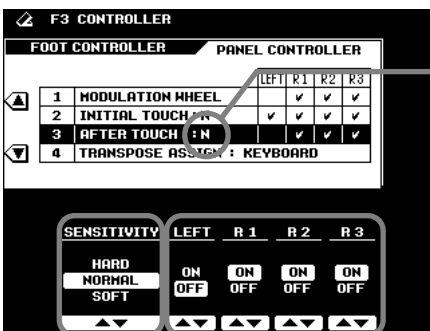 F3 CONTROLLER
FOOT CONTROLLER PANEL CONTROLLER
LEFT R1 R2 R3
1 MODULATION WHEEL ✔ ✔ ✔
2 INITIAL TOUCH : N ✔ ✔ ✔ ✔
3 AFTER TOUCH : N ✔ ✔ ✔
4 TRANSPOSE ASSIGN : KEYBOARD
SENSITIVITY LEFT R 1 R 2 R 3
HARD
NORMAL
SOFT
ON ON ON ON
OFF OFF OFF OFF